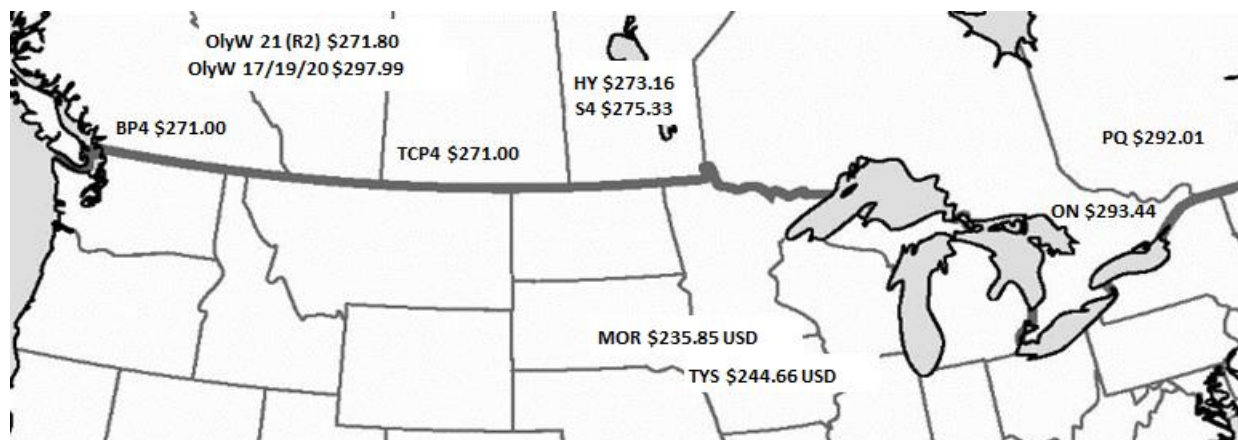 OlyW 21 (R2) $271.80
OlyW 17/19/20 $297.99
HY $273.16
S4 $275.33
BP4 $271.00
TCP4 $271.00
PQ $292.01
ON $293.44
MOR $235.85 USD
TYS $244.66 USD